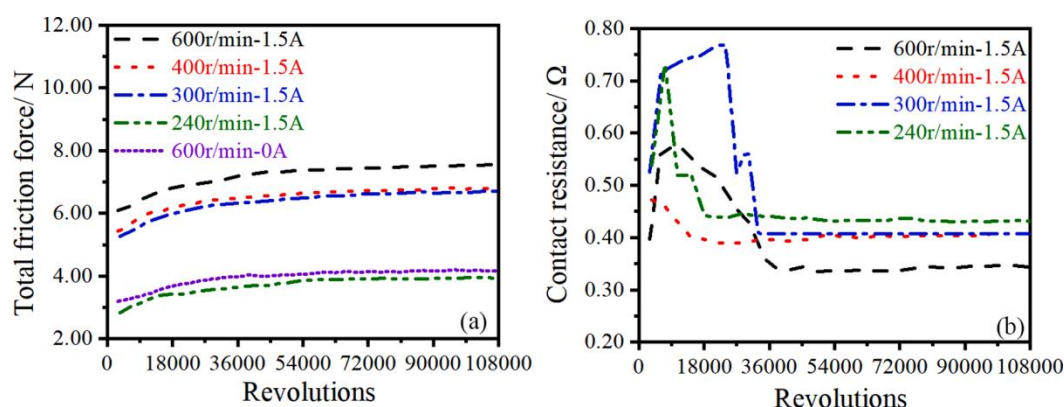 12.00
10.00
8.00
6.00
4.00
2.00
Total friction force/ N
600r/min-1.5A
400r/min-1.5A
300r/min-1.5A
240r/min-1.5A
600r/min-0A
(a)
0 18000 36000 54000 72000 90000 108000
Revolutions
0.80
0.70
0.60
0.50
0.40
0.30
0.20
Contact resistance/ Ω
600r/min-1.5A
400r/min-1.5A
300r/min-1.5A
240r/min-1.5A
(b)
0 18000 36000 54000 72000 90000 108000
Revolutions